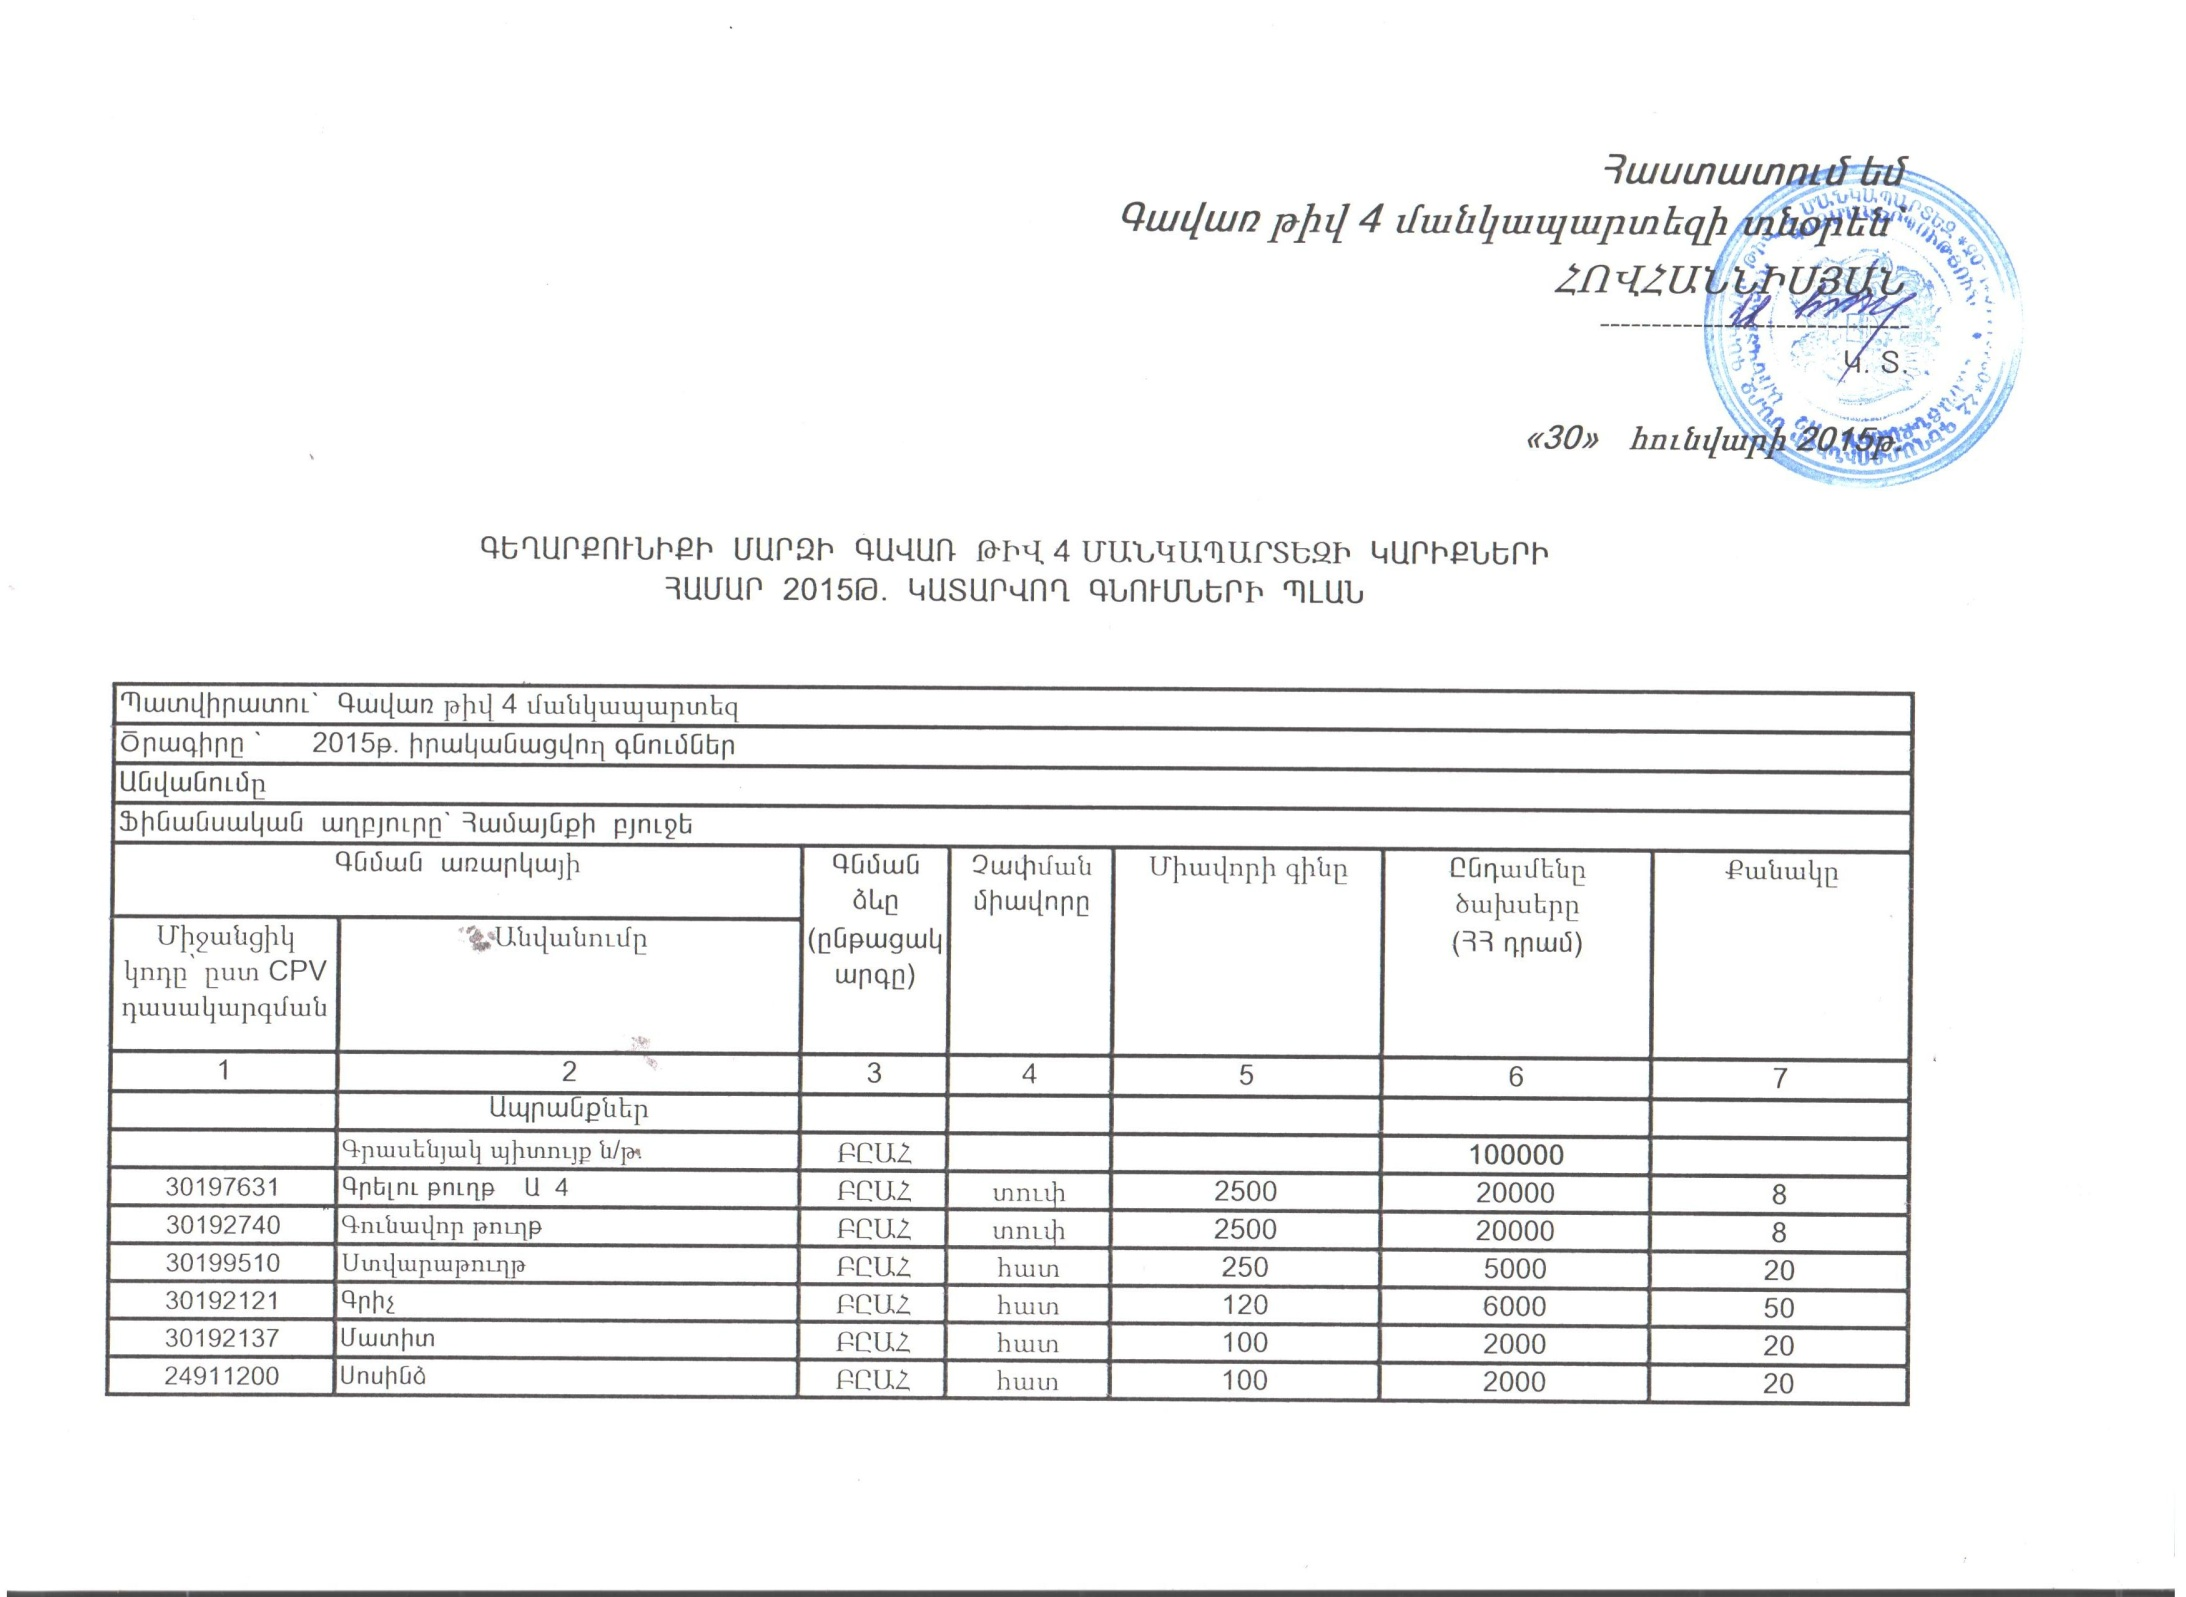 Հաստատում եմ
Գավառ թիվ 4 մանկապարտեզի տնօրեն՝
ՀՈՎՀԱՆՆԻՍՅԱՆ
Կ. Տ.
«30» հունվարի 2015թ.
ԳԵՂԱՐՔՈՒՆԻՔԻ ՄԱՐԶԻ ԳԱՎԱՌ ԹԻՎ 4 ՄԱՆԿԱՊԱՐՏԵԶԻ ԿԱՐԻՔՆԵՐԻ
ՀԱՄԱՐ 2015Թ. ԿԱՏԱՐՎՈՂ ԳՆՈՒՄՆԵՐԻ ՊԼԱՆ
Պատվիրատու՝ Գավառ թիվ 4 մանկապարտեզ
Ծրագիրը ՝ 2015թ. իրականացվող գնումներ
Անվանումը
Ֆինանսական աղբյուրը՝ Համայնքի բյուջե
Գնման առարկայի
Միջանցիկ
կոդը՝ ըստ CPV
դասակարգման
Անվանումը
Գնման
ձևը
(ընթացակ
արգը)
Չափման
միավորը
Միավորի գինը
Ընդամենը
ծախսերը
(ՀՀ դրամ)
Քանակը
1 2 3 4 5 6 7
Ապրանքներ
Գրասենյակ պիտույք ն/թ. ԲԸԱՀ 100000
30197631 Գրելու թուղթ Ա 4 ԲԸԱՀ տուփ 2500 20000 8
30192740 Գունավոր թուղթ ԲԸԱՀ տուփ 2500 20000 8
30199510 Ստվարաթուղթ ԲԸԱՀ հատ 250 5000 20
30192121 Գրիչ ԲԸԱՀ հատ 120 6000 50
30192137 Մատիտ ԲԸԱՀ հատ 100 2000 20
24911200 Սոսինձ ԲԸԱՀ հատ 100 2000 20